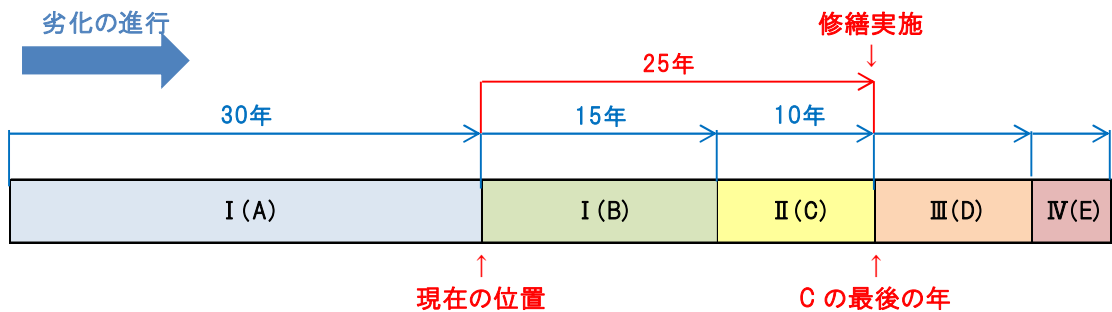 劣化の進行
修繕実施
↓
25年
30年
15年
10年
Ⅰ(A)
Ⅰ(B)
Ⅱ(C)
Ⅲ(D)
Ⅳ(E)
↑
現在の位置
↑
C の最後の年